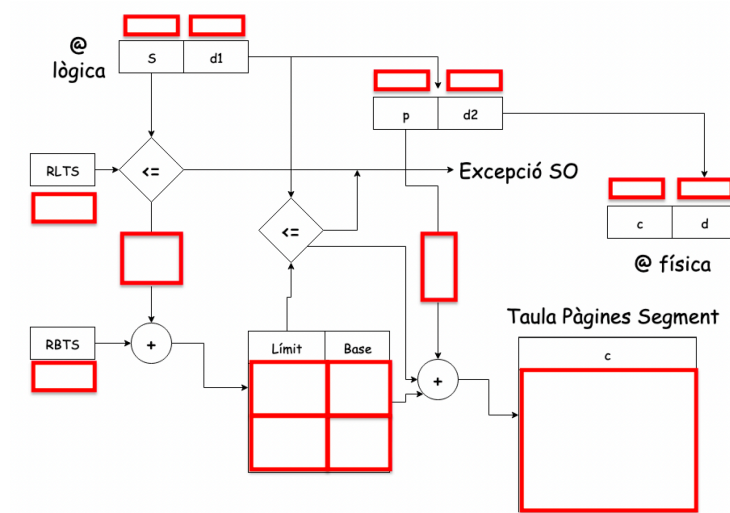 @
lògica
S d1
p d2
RLTS
<=
Excepció SO
c d
<=
@ física
Taula Pàgines Segment
RBTS
+
Límit Base
c
+